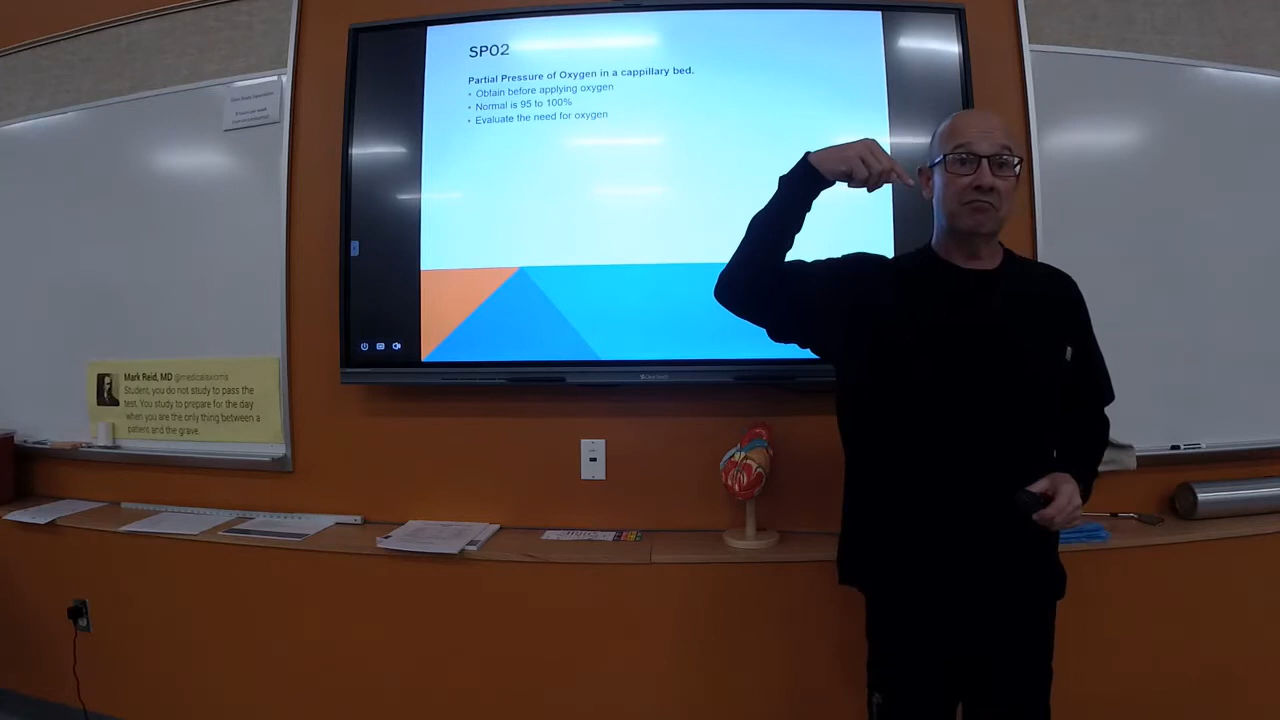 SPO2
Partial Pressure of Oxygen in a cappillary bed.
• Obtain before applying oxygen
• Normal is 95 to 100%
• Evaluate the need for oxygen
Mark Reid, MD @medicalaxioms
Student, you do not study to pass the
test. You study to prepare for the day
when you are the only thing between a
patient and the grave.